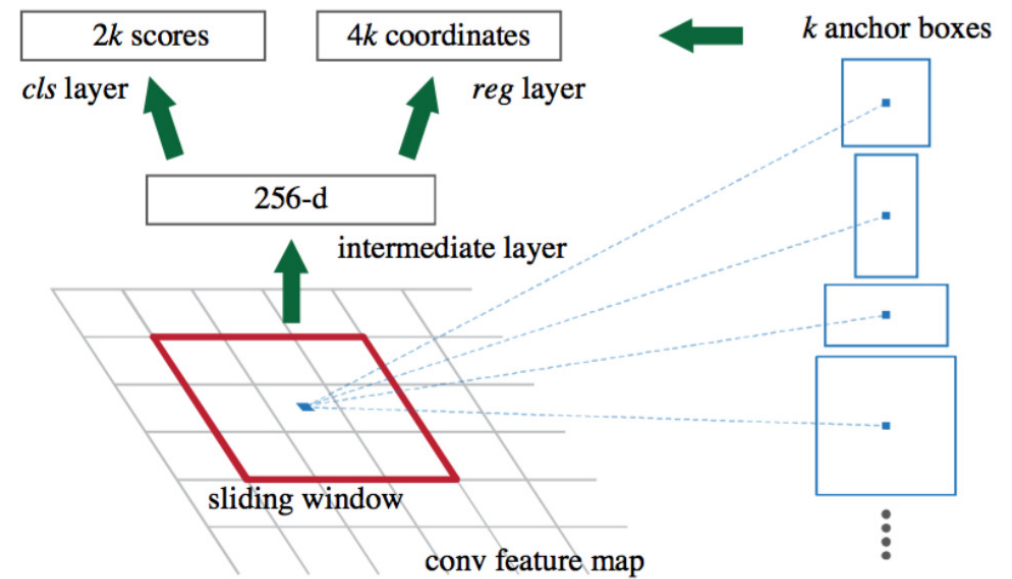 2k scores
4k coordinates
k anchor boxes
cls layer
reg layer
256-d
intermediate layer
sliding window
conv feature map